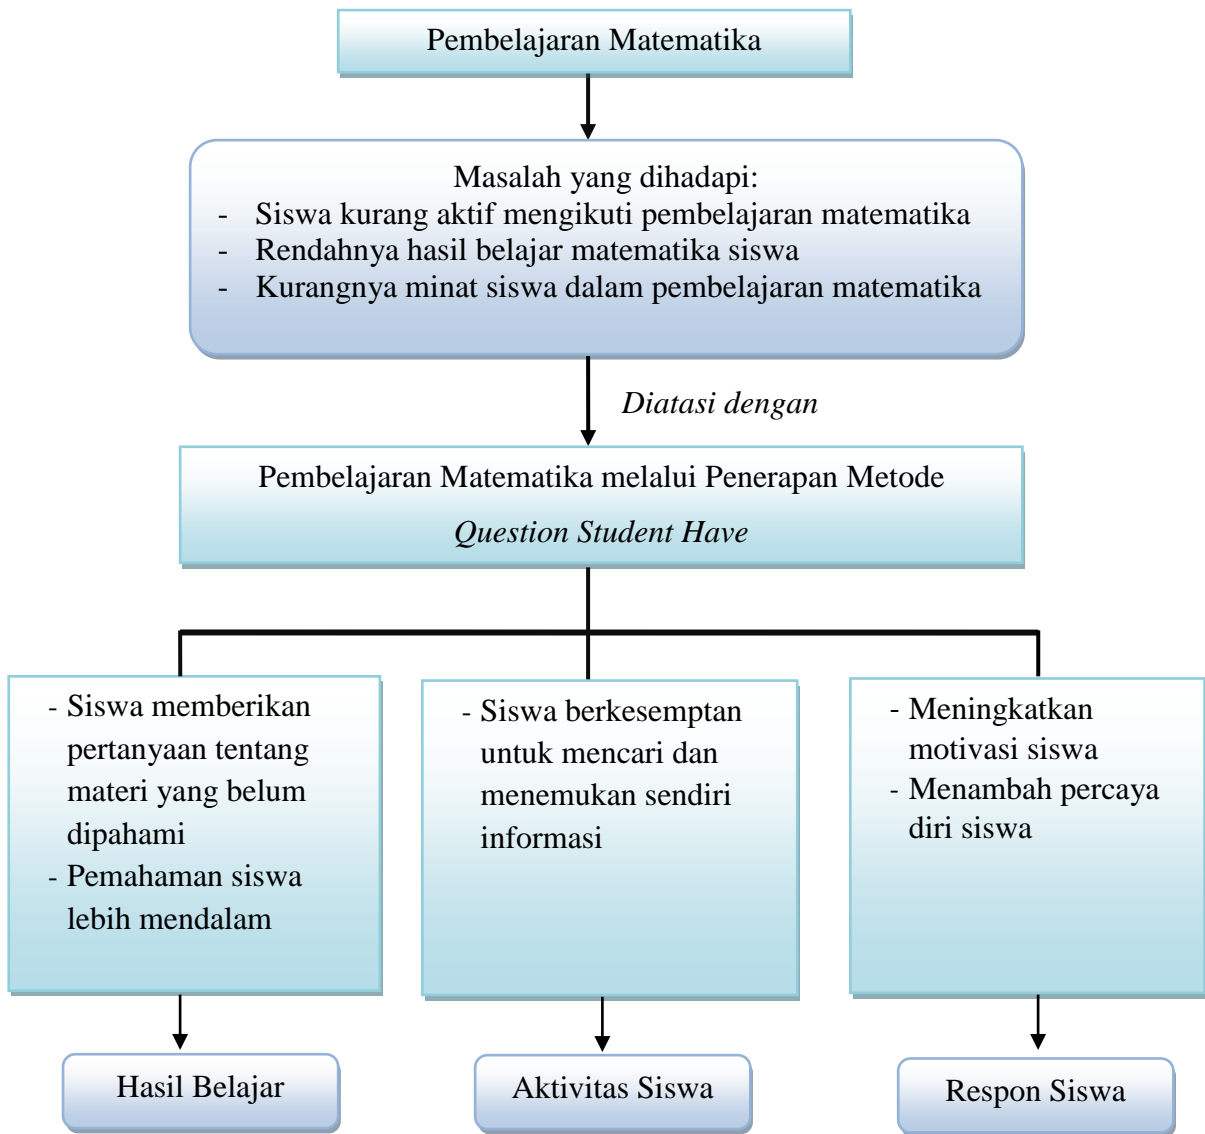 Pembelajaran Matematika
Masalah yang dihadapi:
- Siswa kurang aktif mengikuti pembelajaran matematika
- Rendahnya hasil belajar matematika siswa
- Kurangnya minat siswa dalam pembelajaran matematika
Diatasi dengan
Pembelajaran Matematika melalui Penerapan Metode
Question Student Have
- Siswa memberikan
pertanyaan tentang
materi yang belum
dipahami
- Pemahaman siswa
lebih mendalam
- Siswa berkesemptan
untuk mencari dan
menemukan sendiri
informasi
- Meningkatkan
motivasi siswa
- Menambah percaya
diri siswa
Hasil Belajar
Aktivitas Siswa
Respon Siswa